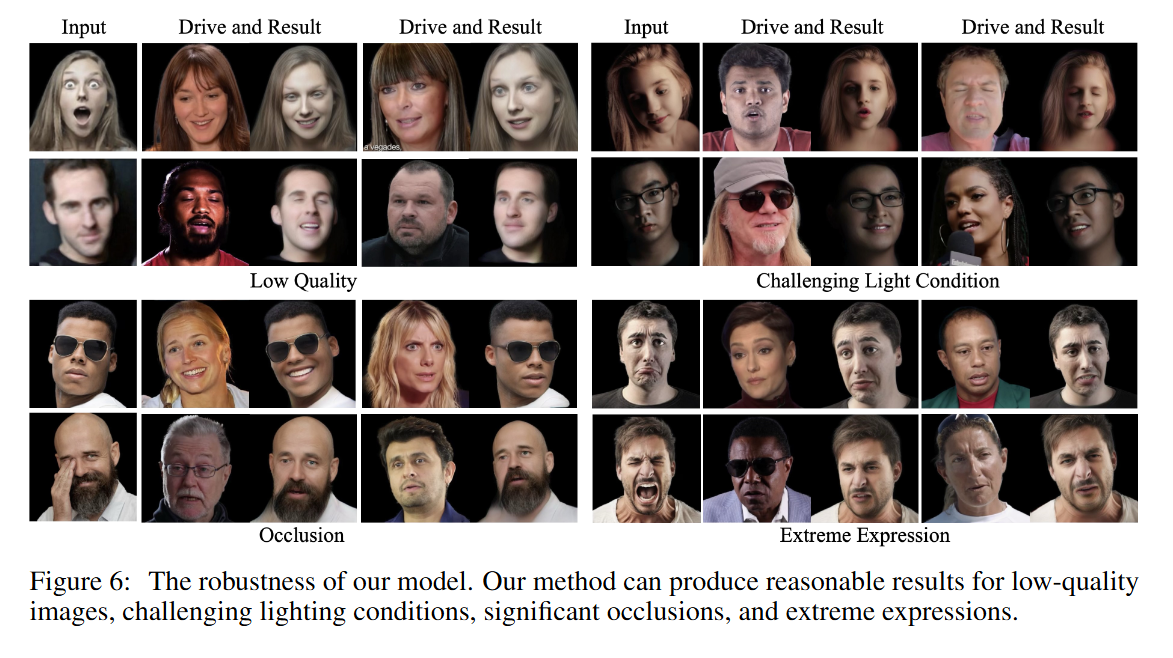 Input Drive and Result Drive and Result Input Drive and Result Drive and Result
a Vegades,
Low Quality Challenging Light Condition
Occlusion Extreme Expression
Figure 6: The robustness of our model. Our method can produce reasonable results for low-quality
images, challenging lighting conditions, significant occlusions, and extreme expressions.